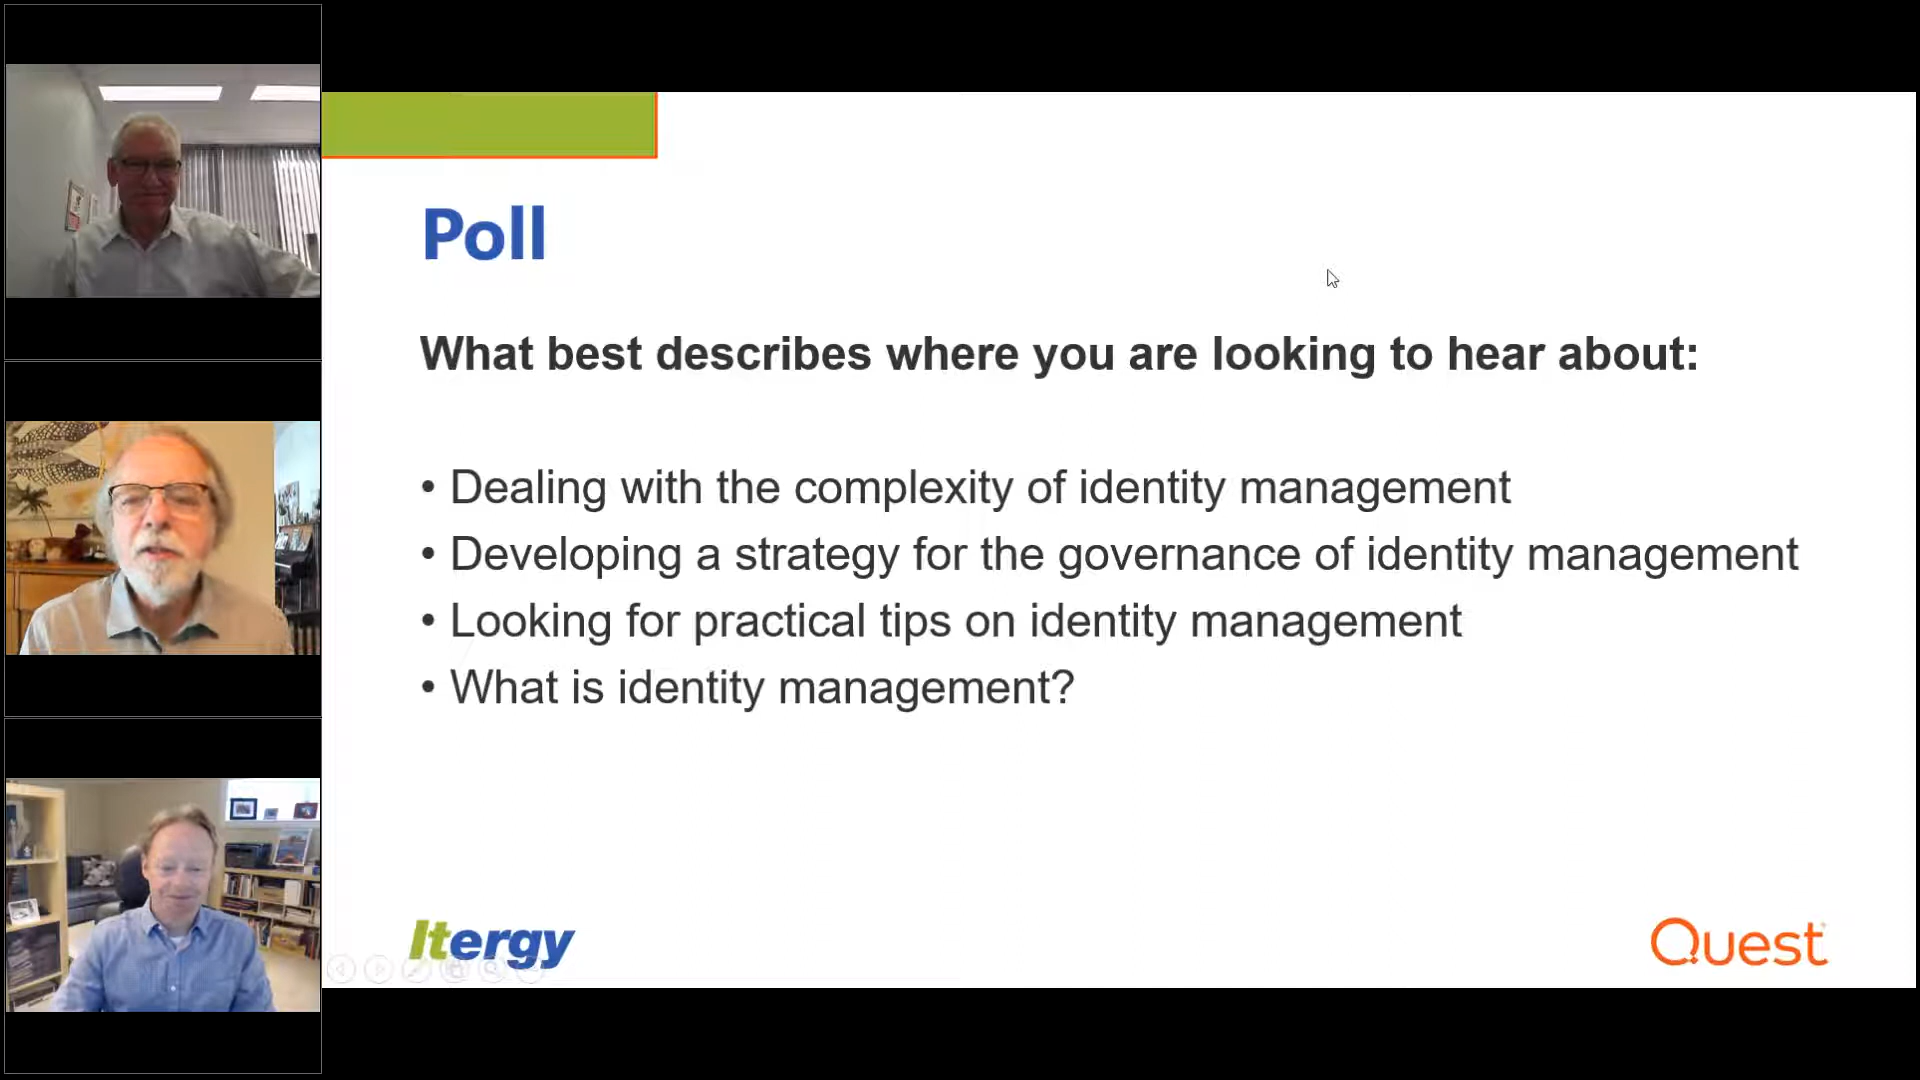 Poll
What best describes where you are looking to hear about:
• Dealing with the complexity of identity management
• Developing a strategy for the governance of identity management
• Looking for practical tips on identity management
• What is identity management?
Itergy
Quest